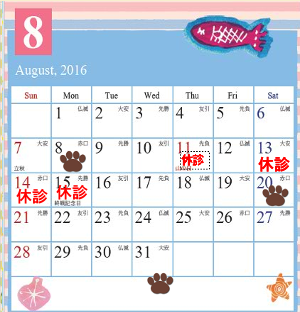 8
August, 2016
Sun Mon Tue Wed Thu Fri Sat
1 仏滅 2 大安 3 先勝 4 友引 5 先負 6 仏滅
7 大安 8 赤口 9 先勝 10 友引 11 先負 12 仏滅 13 大安
立秋 休診 休診
14 赤口 15 先勝 16 友引 17 先負 18 仏滅 19 大安 20 赤口
休診 休診
終戦記念日
21 先勝 22 友引 23 先負 24 仏滅 25 大安 26 赤口 27 先勝
28 友引 29 先負 30 仏滅 31 大安